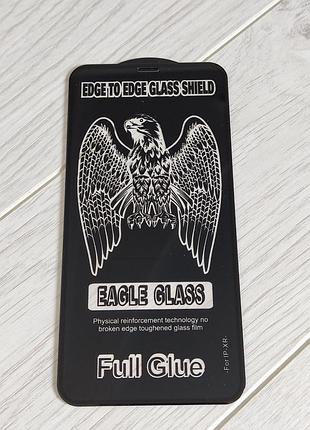 EDGE TO EDGE GLASS SHIELD
EAGLE GLASS
Physical reinforcement technology no
broken edge toughened glass film
Full Glue
-For IP-XR-